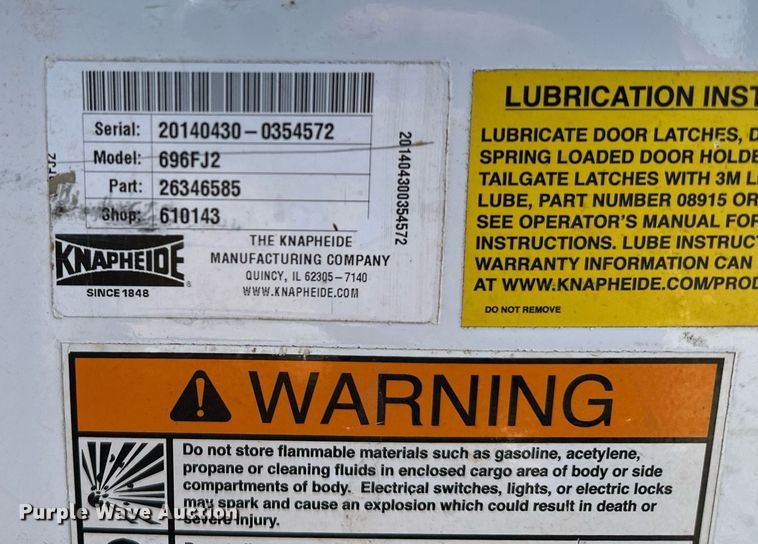 Serial: 20140430-0354572
Model: 696FJ2
Part: 26346585
Shop: 610143
201404300354572
KNAPHEIDE
SINCE 1848
THE KNAPHEIDE
MANUFACTURING COMPANY
QUINCY, IL 62305-7140
WWW.KNAPHEIDE.COM
LUBRICATION INST
LUBRICATE DOOR LATCHES, D
SPRING LOADED DOOR HOLDE
TAILGATE LATCHES WITH 3M L
LUBE, PART NUMBER 08915 OR
SEE OPERATOR'S MANUAL FOR
INSTRUCTIONS. LUBE INSTRUCT
WARRANTY INFORMATION CAN
AT WWW.KNAPHEIDE.COM/PROD
DO NOT REMOVE
WARNING
Do not store flammable materials such as gasoline, acetylene,
propane or cleaning fluids in enclosed cargo area of body or side
compartments of body. Electrical switches, lights, or electric locks
may spark and cause an explosion which could result in death or
severe injury.
Purple Wave Auction